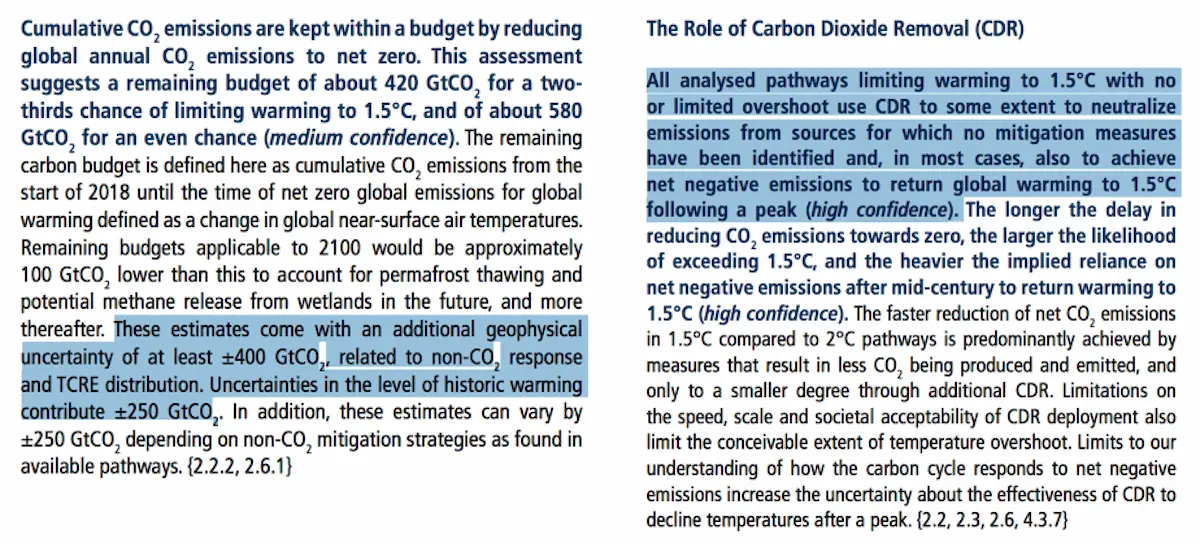 Cumulative CO₂ emissions are kept within a budget by reducing
global annual CO₂ emissions to net zero. This assessment
suggests a remaining budget of about 420 GtCO₂ for a two-
thirds chance of limiting warming to 1.5°C, and of about 580
GtCO₂ for an even chance (medium confidence). The remaining
carbon budget is defined here as cumulative CO₂ emissions from the
start of 2018 until the time of net zero global emissions for global
warming defined as a change in global near-surface air temperatures.
Remaining budgets applicable to 2100 would be approximately
100 GtCO₂ lower than this to account for permafrost thawing and
potential methane release from wetlands in the future, and more
thereafter. These estimates come with an additional geophysical
uncertainty of at least ±400 GtCO₂, related to non-CO₂ response
and TCRE distribution. Uncertainties in the level of historic warming
contribute ±250 GtCO₂. In addition, these estimates can vary by
±250 GtCO₂ depending on non-CO₂ mitigation strategies as found in
available pathways. {2.2.2, 2.6.1}
The Role of Carbon Dioxide Removal (CDR)
All analysed pathways limiting warming to 1.5°C with no
or limited overshoot use CDR to some extent to neutralize
emissions from sources for which no mitigation measures
have been identified and, in most cases, also to achieve
net negative emissions to return global warming to 1.5°C
following a peak (high confidence). The longer the delay in
reducing CO₂ emissions towards zero, the larger the likelihood
of exceeding 1.5°C, and the heavier the implied reliance on
net negative emissions after mid-century to return warming to
1.5°C (high confidence). The faster reduction of net CO₂ emissions
in 1.5°C compared to 2°C pathways is predominantly achieved by
measures that result in less CO₂ being produced and emitted, and
only to a smaller degree through additional CDR. Limitations on
the speed, scale and societal acceptability of CDR deployment also
limit the conceivable extent of temperature overshoot. Limits to our
understanding of how the carbon cycle responds to net negative
emissions increase the uncertainty about the effectiveness of CDR to
decline temperatures after a peak. {2.2, 2.3, 2.6, 4.3.7}